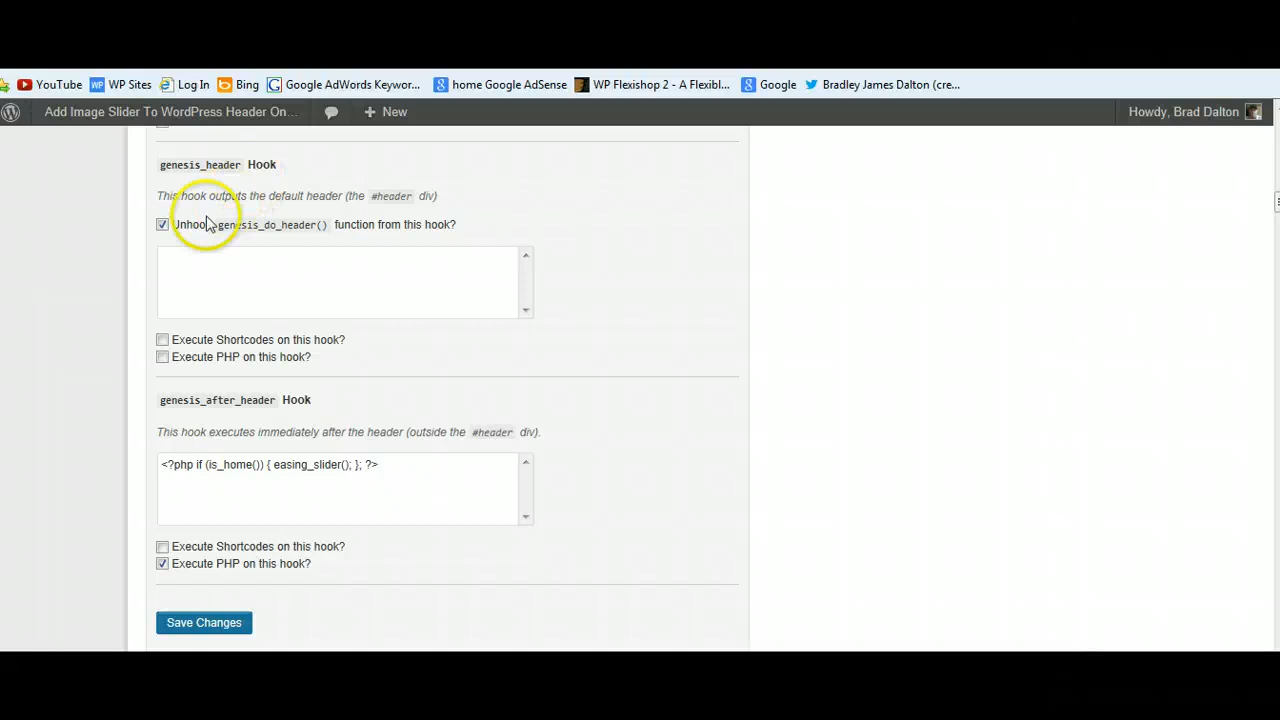 YouTube WP Sites Log In Bing Google AdWords Keywor... home Google AdSense WP Flexishop 2 - A Flexibl... Google Bradley James Dalton (cre...
Add Image Slider To WordPress Header On... New Howdy, Brad Dalton
genesis_header Hook
This hook outputs the default header (the #header div)
Unhook genesis_do_header() function from this hook?
Execute Shortcodes on this hook?
Execute PHP on this hook?
genesis_after_header Hook
This hook executes immediately after the header (outside the #header div).
<?php if (is_home()) { easing_slider(); }; ?>
Execute Shortcodes on this hook?
Execute PHP on this hook?
Save Changes